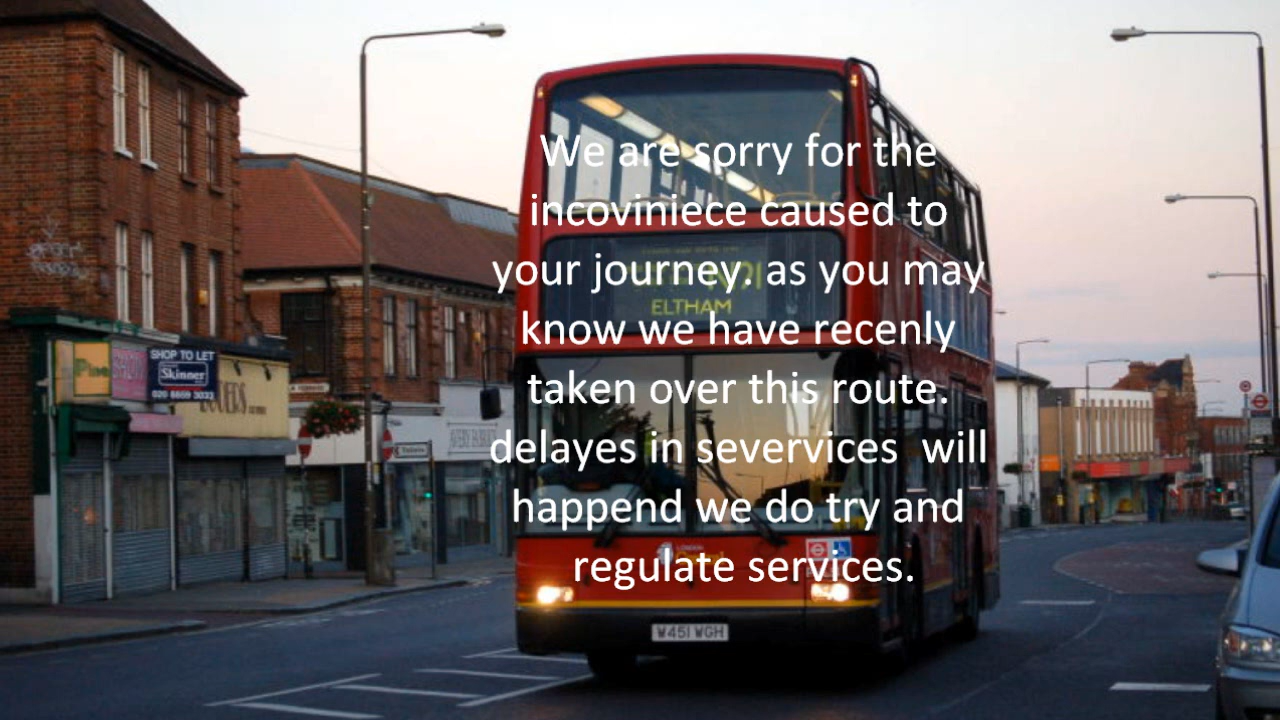 We are sorry for the
incoviniece caused to
your journey. as you may
know we have recenly
taken over this route.
delayes in severvices will
happend we do try and
regulate services.
ELTHAM
W451 WGH
Pine
SHOP TO LET
Skinner
020 8859 3033